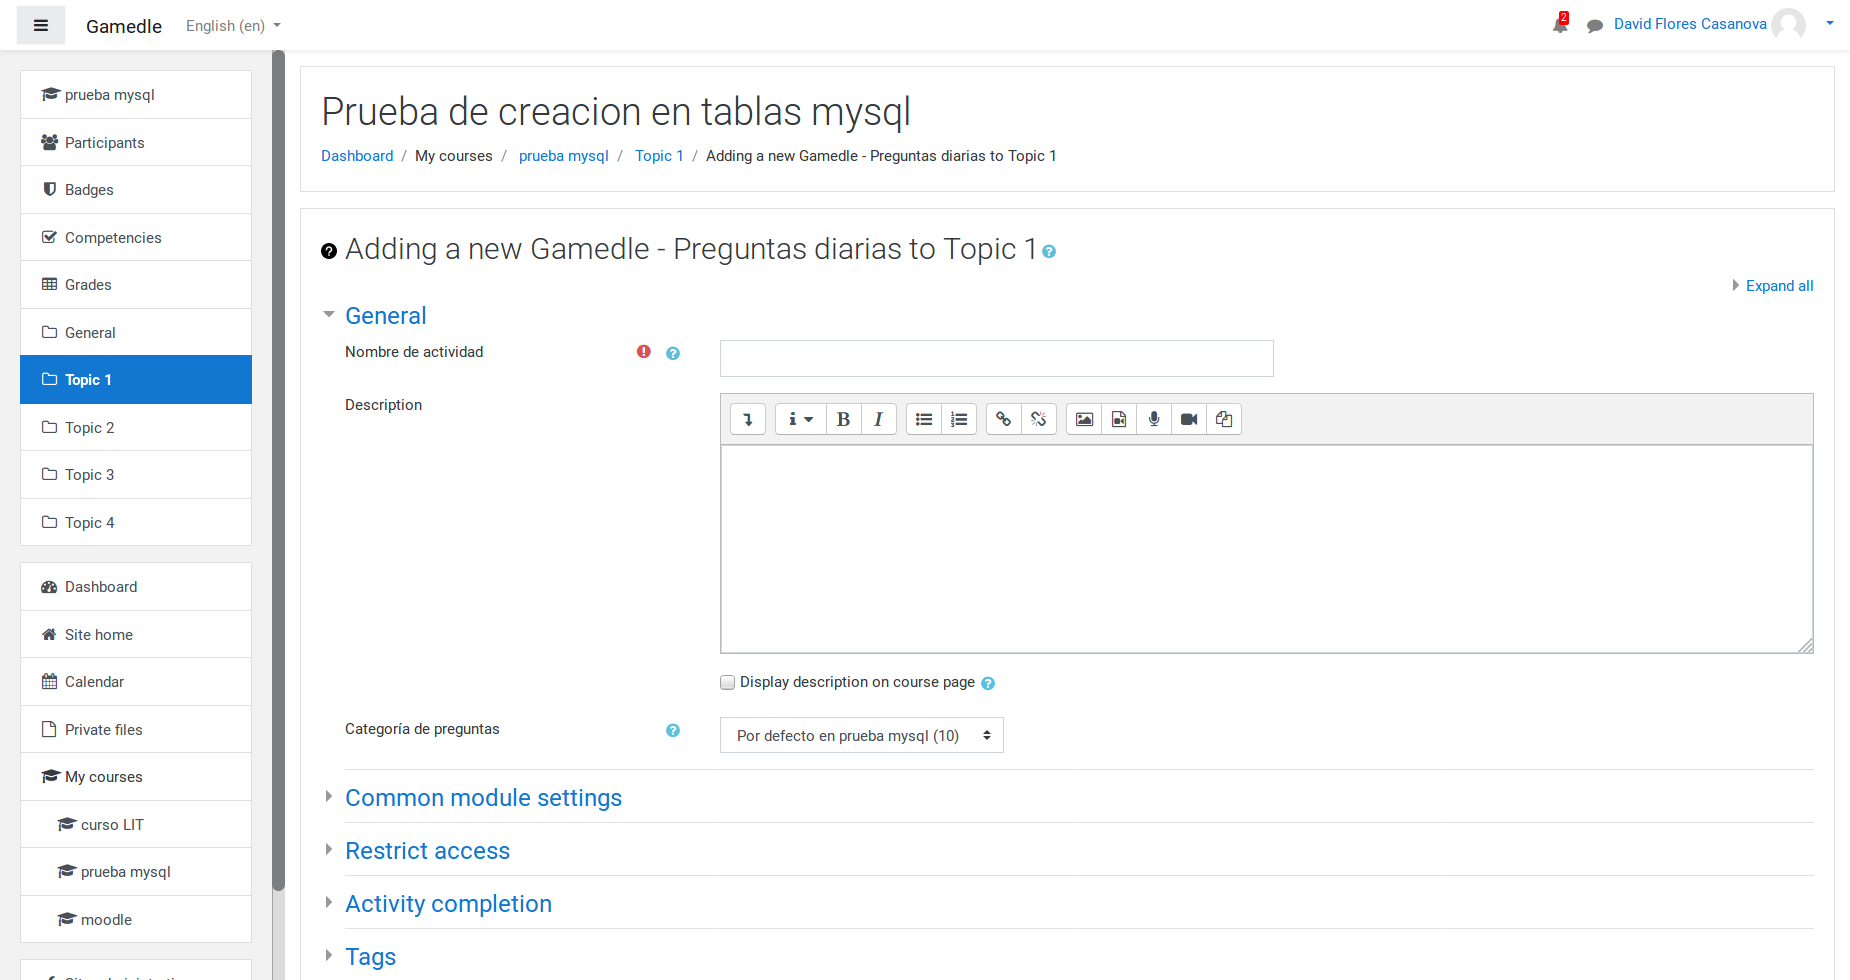 Gamedle English (en)
2 David Flores Casanova
prueba mysql
Participants
Badges
Competencies
Grades
General
Topic 1
Topic 2
Topic 3
Topic 4
Dashboard
Site home
Calendar
Private files
My courses
curso LIT
prueba mysql
moodle
Prueba de creacion en tablas mysql
Dashboard / My courses / prueba mysql / Topic 1 / Adding a new Gamedle - Preguntas diarias to Topic 1
Adding a new Gamedle - Preguntas diarias to Topic 1
Expand all
General
Nombre de actividad
Description
Display description on course page
Categoría de preguntas
Por defecto en prueba mysql (10)
Common module settings
Restrict access
Activity completion
Tags